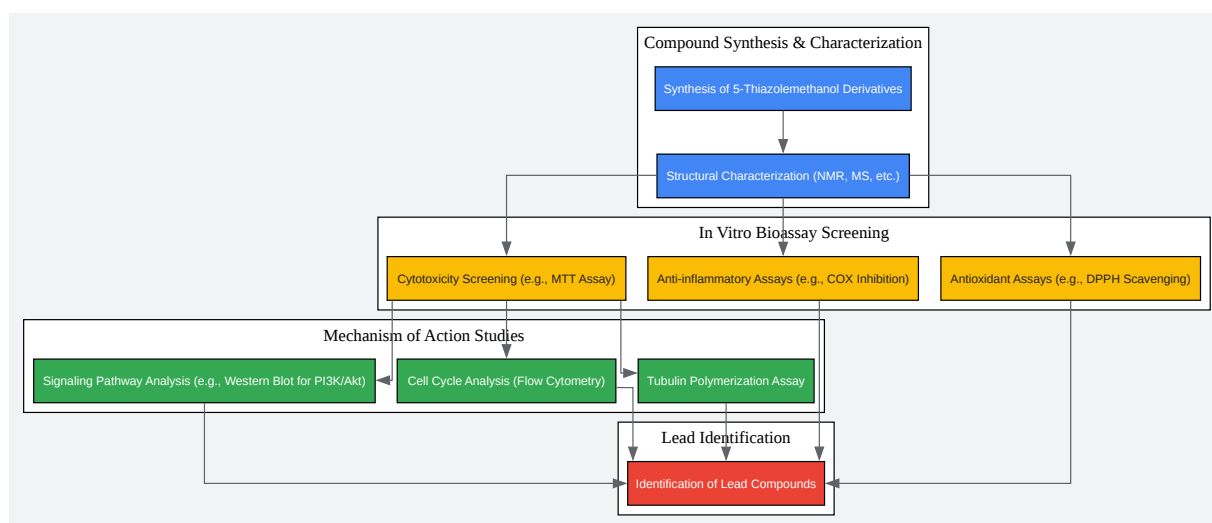 Compound Synthesis & Characterization
Synthesis of 5-Thiazolemethanol Derivatives
Structural Characterization (NMR, MS, etc.)
In Vitro Bioassay Screening
Cytotoxicity Screening (e.g., MTT Assay)
Anti-inflammatory Assays (e.g., COX Inhibition)
Antioxidant Assays (e.g., DPPH Scavenging)
Mechanism of Action Studies
Signaling Pathway Analysis (e.g., Western Blot for PI3K/Akt)
Cell Cycle Analysis (Flow Cytometry)
Tubulin Polymerization Assay
Lead Identification
Identification of Lead Compounds